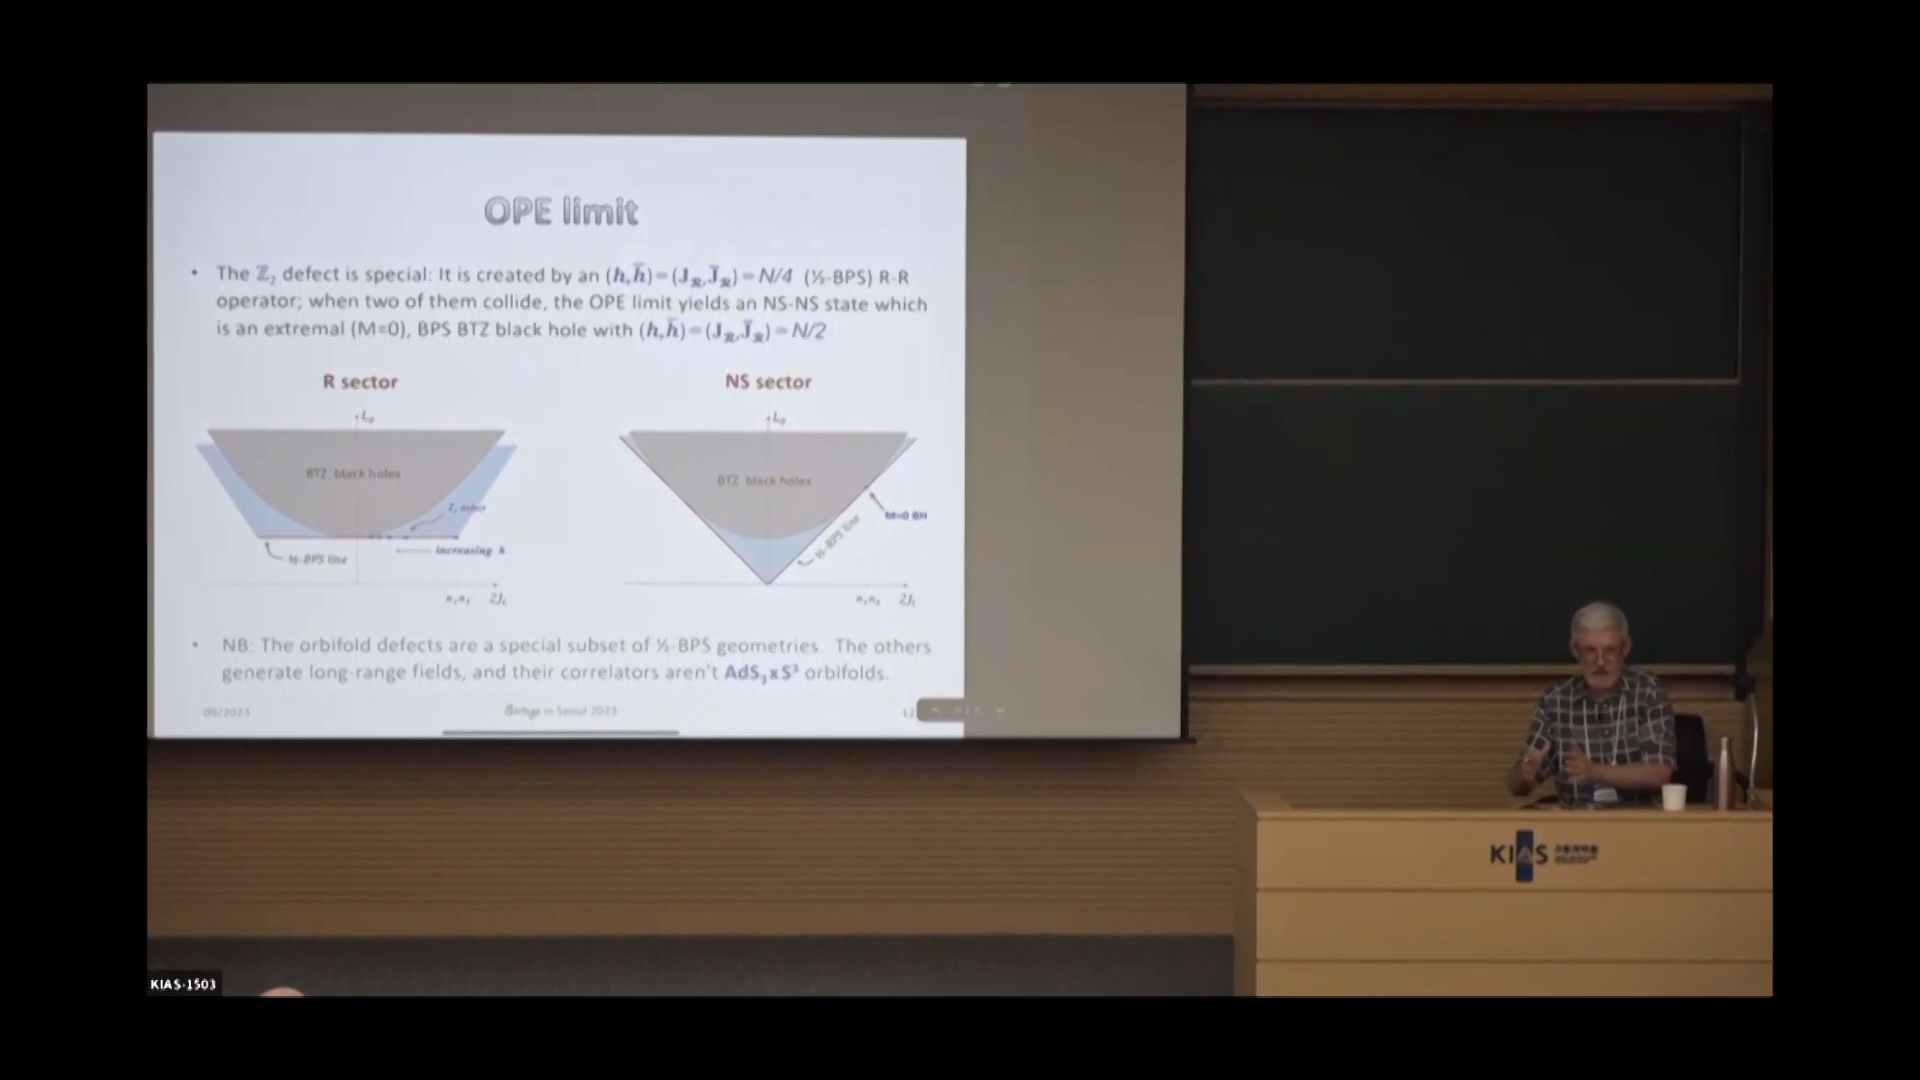 OPE limit
• The ℤ₂ defect is special: It is created by an (h,h̄)=(J_ℛ,J̄_ℛ)=N/4 (½-BPS) R-R
operator; when two of them collide, the OPE limit yields an NS-NS state which
is an extremal (M=0), BPS BTZ black hole with (h,h̄)=(J_ℛ,J̄_ℛ)=N/2
R sector
NS sector
L₀
L₀
BTZ black holes
BTZ black holes
M=0 BH
½-BPS line
increasing
½-BPS line
n₁n₅ 2J_L
n₁n₅ 2J_L
• NB: The orbifold defects are a special subset of ½-BPS geometries. The others
generate long-range fields, and their correlators aren't AdS₃xS³ orbifolds.
09/2023
Strings in Seoul 2023
12
KIAS
KIAS-1503